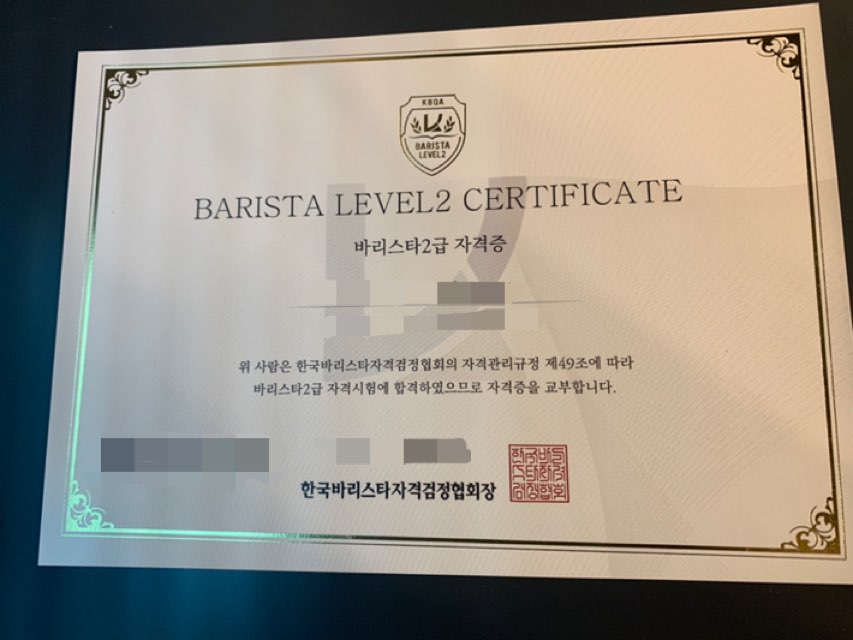 KBQA
BARISTA
LEVEL2
BARISTA LEVEL2 CERTIFICATE
바리스타2급 자격증
위 사람은 한국바리스타자격검정협회의 자격관리규정 제49조에 따라
바리스타2급 자격시험에 합격하였으므로 자격증을 교부합니다.
한국바리스타자격검정협회장